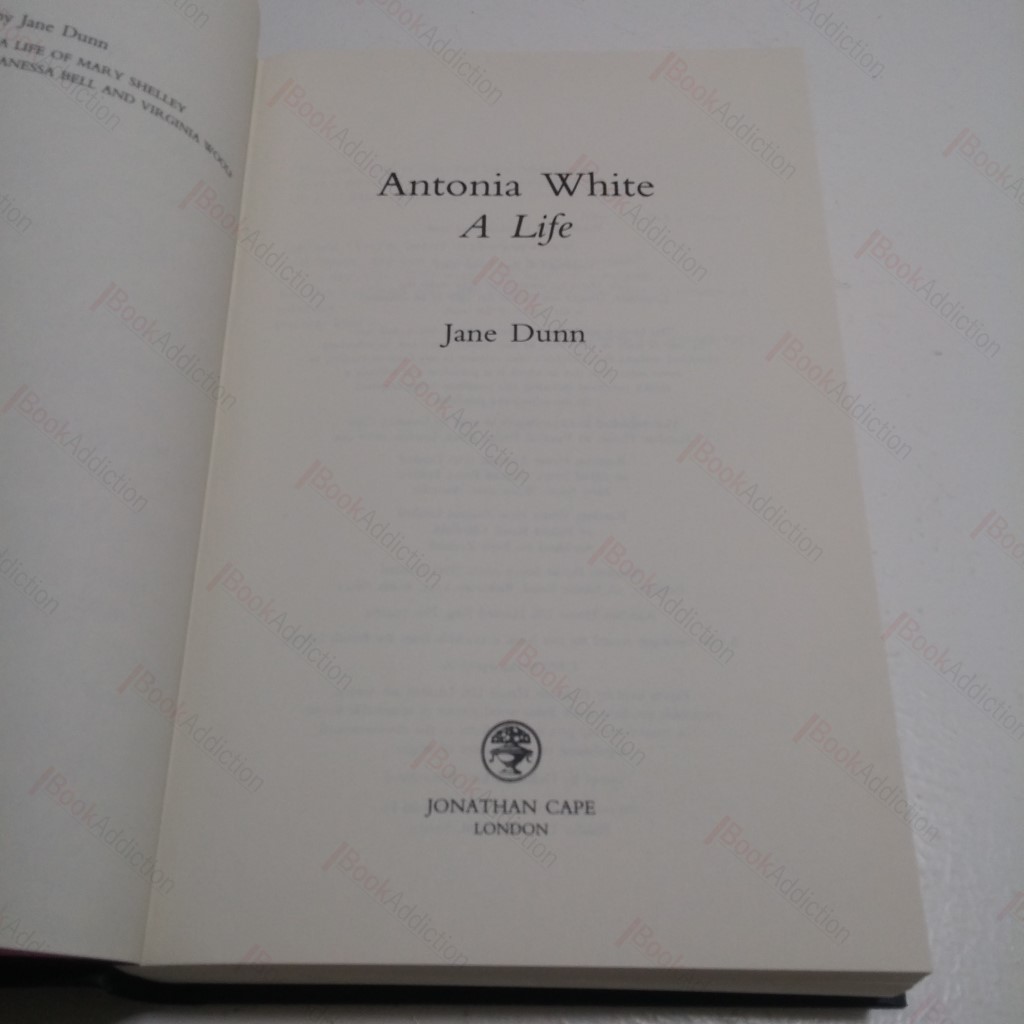 by Jane Dunn
A LIFE OF MARY SHELLEY
VANESSA BELL AND VIRGINIA WOOLF
Antonia White
A Life
Jane Dunn
JONATHAN CAPE
LONDON
BookAddiction